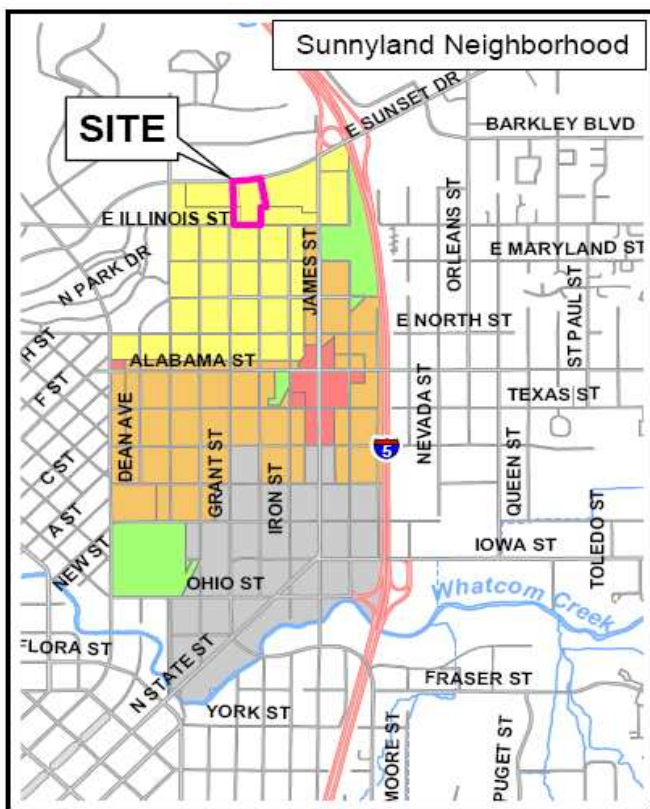 Sunnyland Neighborhood
SITE
E SUNSET DR
BARKLEY BLVD
E ILLINOIS ST
ORLEANS ST
E MARYLAND ST
N PARK DR
JAMES ST
ST PAUL ST
E NORTH ST
H ST
ALABAMA ST
F ST
TEXAS ST
DEAN AVE
NEVADA ST
GRANT ST
5
QUEEN ST
C ST
IRON ST
TOLEDO ST
A ST
IOWA ST
NEW ST
OHIO ST
Whatcom Creek
FLORA ST
N STATE ST
FRASER ST
YORK ST
MOORE ST
PUGET ST